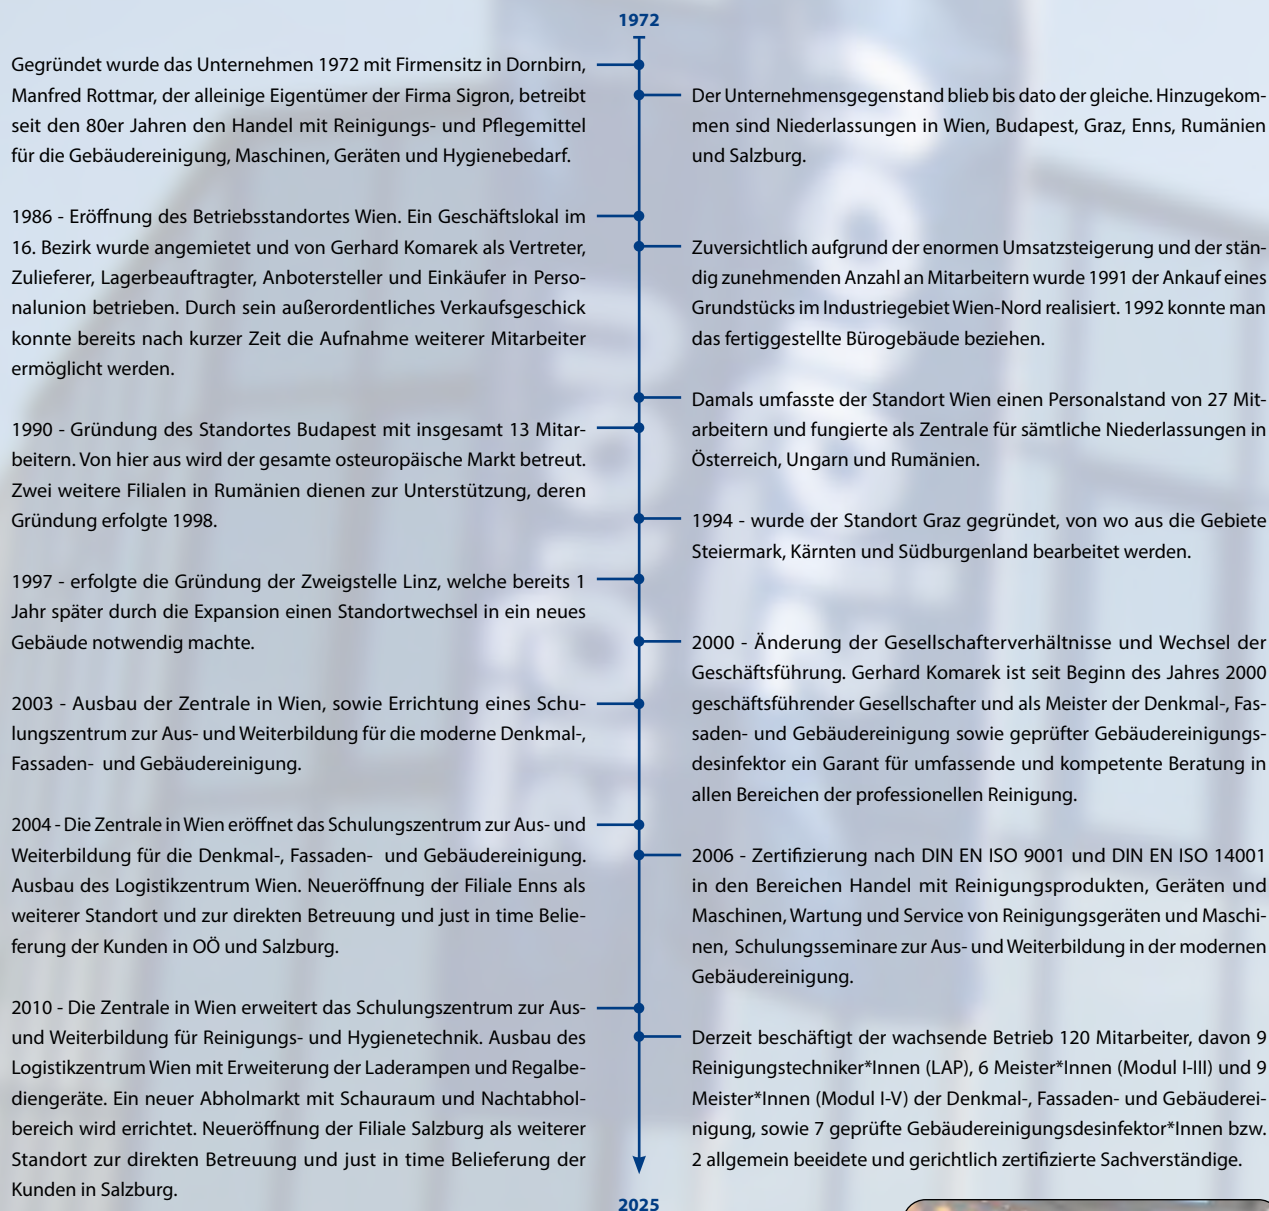 1972
Gegründet wurde das Unternehmen 1972 mit Firmensitz in Dornbirn,
Manfred Rottmar, der alleinige Eigentümer der Firma Sigron, betreibt
seit den 80er Jahren den Handel mit Reinigungs- und Pflegemittel
für die Gebäudereinigung, Maschinen, Geräten und Hygienebedarf.
Der Unternehmensgegenstand blieb bis dato der gleiche. Hinzugekom-
men sind Niederlassungen in Wien, Budapest, Graz, Enns, Rumänien
und Salzburg.
1986 - Eröffnung des Betriebsstandortes Wien. Ein Geschäftslokal im
16. Bezirk wurde angemietet und von Gerhard Komarek als Vertreter,
Zulieferer, Lagerbeauftragter, Anbotersteller und Einkäufer in Perso-
nalunion betrieben. Durch sein außerordentliches Verkaufsgeschick
konnte bereits nach kurzer Zeit die Aufnahme weiterer Mitarbeiter
ermöglicht werden.
Zuversichtlich aufgrund der enormen Umsatzsteigerung und der stän-
dig zunehmenden Anzahl an Mitarbeitern wurde 1991 der Ankauf eines
Grundstücks im Industriegebiet Wien-Nord realisiert. 1992 konnte man
das fertiggestellte Bürogebäude beziehen.
Damals umfasste der Standort Wien einen Personalstand von 27 Mit-
arbeitern und fungierte als Zentrale für sämtliche Niederlassungen in
Österreich, Ungarn und Rumänien.
1990 - Gründung des Standortes Budapest mit insgesamt 13 Mitar-
beitern. Von hier aus wird der gesamte osteuropäische Markt betreut.
Zwei weitere Filialen in Rumänien dienen zur Unterstützung, deren
Gründung erfolgte 1998.
1994 - wurde der Standort Graz gegründet, von wo aus die Gebiete
Steiermark, Kärnten und Südburgenland bearbeitet werden.
1997 - erfolgte die Gründung der Zweigstelle Linz, welche bereits 1
Jahr später durch die Expansion einen Standortwechsel in ein neues
Gebäude notwendig machte.
2000 - Änderung der Gesellschafterverhältnisse und Wechsel der
Geschäftsführung. Gerhard Komarek ist seit Beginn des Jahres 2000
geschäftsführender Gesellschafter und als Meister der Denkmal-, Fas-
saden- und Gebäudereinigung sowie geprüfter Gebäudereinigungs-
desinfektor ein Garant für umfassende und kompetente Beratung in
allen Bereichen der professionellen Reinigung.
2003 - Ausbau der Zentrale in Wien, sowie Errichtung eines Schu-
lungszentrum zur Aus- und Weiterbildung für die moderne Denkmal-,
Fassaden- und Gebäudereinigung.
2004 - Die Zentrale in Wien eröffnet das Schulungszentrum zur Aus- und
Weiterbildung für die Denkmal-, Fassaden- und Gebäudereinigung.
Ausbau des Logistikzentrum Wien. Neueröffnung der Filiale Enns als
weiterer Standort und zur direkten Betreuung und just in time Belie-
ferung der Kunden in OÖ und Salzburg.
2006 - Zertifizierung nach DIN EN ISO 9001 und DIN EN ISO 14001
in den Bereichen Handel mit Reinigungsprodukten, Geräten und
Maschinen, Wartung und Service von Reinigungsgeräten und Maschi-
nen, Schulungsseminare zur Aus- und Weiterbildung in der modernen
Gebäudereinigung.
2010 - Die Zentrale in Wien erweitert das Schulungszentrum zur Aus-
und Weiterbildung für Reinigungs- und Hygienetechnik. Ausbau des
Logistikzentrum Wien mit Erweiterung der Laderampen und Regalbe-
diengeräte. Ein neuer Abholmarkt mit Schauraum und Nachtabhol-
bereich wird errichtet. Neueröffnung der Filiale Salzburg als weiterer
Standort zur direkten Betreuung und just in time Belieferung der
Kunden in Salzburg.
Derzeit beschäftigt der wachsende Betrieb 120 Mitarbeiter, davon 9
Reinigungstechniker*Innen (LAP), 6 Meister*Innen (Modul I-III) und 9
Meister*Innen (Modul I-V) der Denkmal-, Fassaden- und Gebäuderei-
nigung, sowie 7 geprüfte Gebäudereinigungsdesinfektor*Innen bzw.
2 allgemein beeidete und gerichtlich zertifizierte Sachverständige.
2025